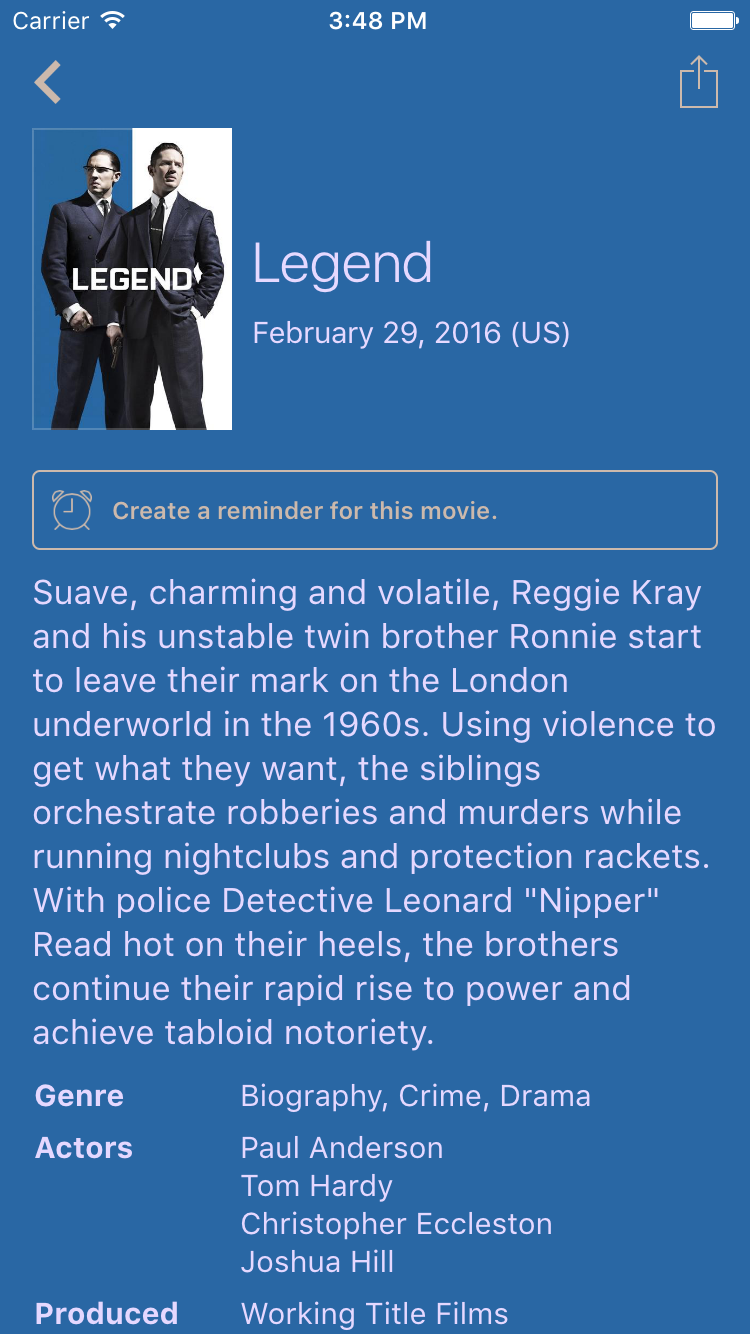 Carrier
3:48 PM
LEGEND
Legend
February 29, 2016 (US)
Create a reminder for this movie.
Suave, charming and volatile, Reggie Kray
and his unstable twin brother Ronnie start
to leave their mark on the London
underworld in the 1960s. Using violence to
get what they want, the siblings
orchestrate robberies and murders while
running nightclubs and protection rackets.
With police Detective Leonard "Nipper"
Read hot on their heels, the brothers
continue their rapid rise to power and
achieve tabloid notoriety.
Genre Biography, Crime, Drama
Actors Paul Anderson
Tom Hardy
Christopher Eccleston
Joshua Hill
Produced Working Title Films